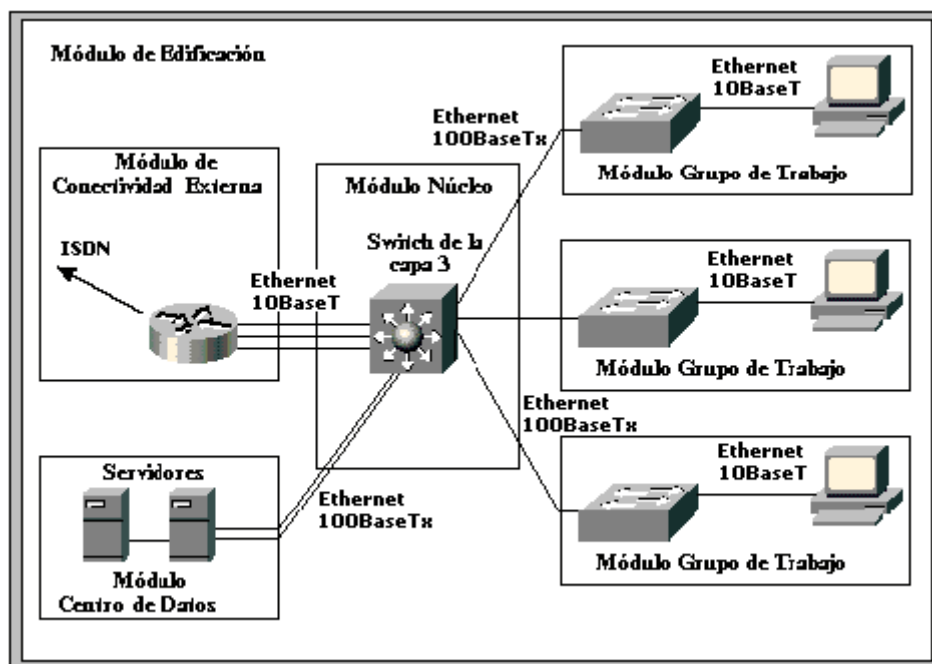 Módulo de Edificación
Módulo de
Conectividad Externa
ISDN
Ethernet
10BaseT
Módulo Núcleo
Switch de la
capa 3
Servidores
Módulo
Centro de Datos
Ethernet
100BaseTx
Ethernet
100BaseTx
Ethernet
10BaseT
Módulo Grupo de Trabajo
Ethernet
10BaseT
Módulo Grupo de Trabajo
Ethernet
100BaseTx
Ethernet
10BaseT
Módulo Grupo de Trabajo